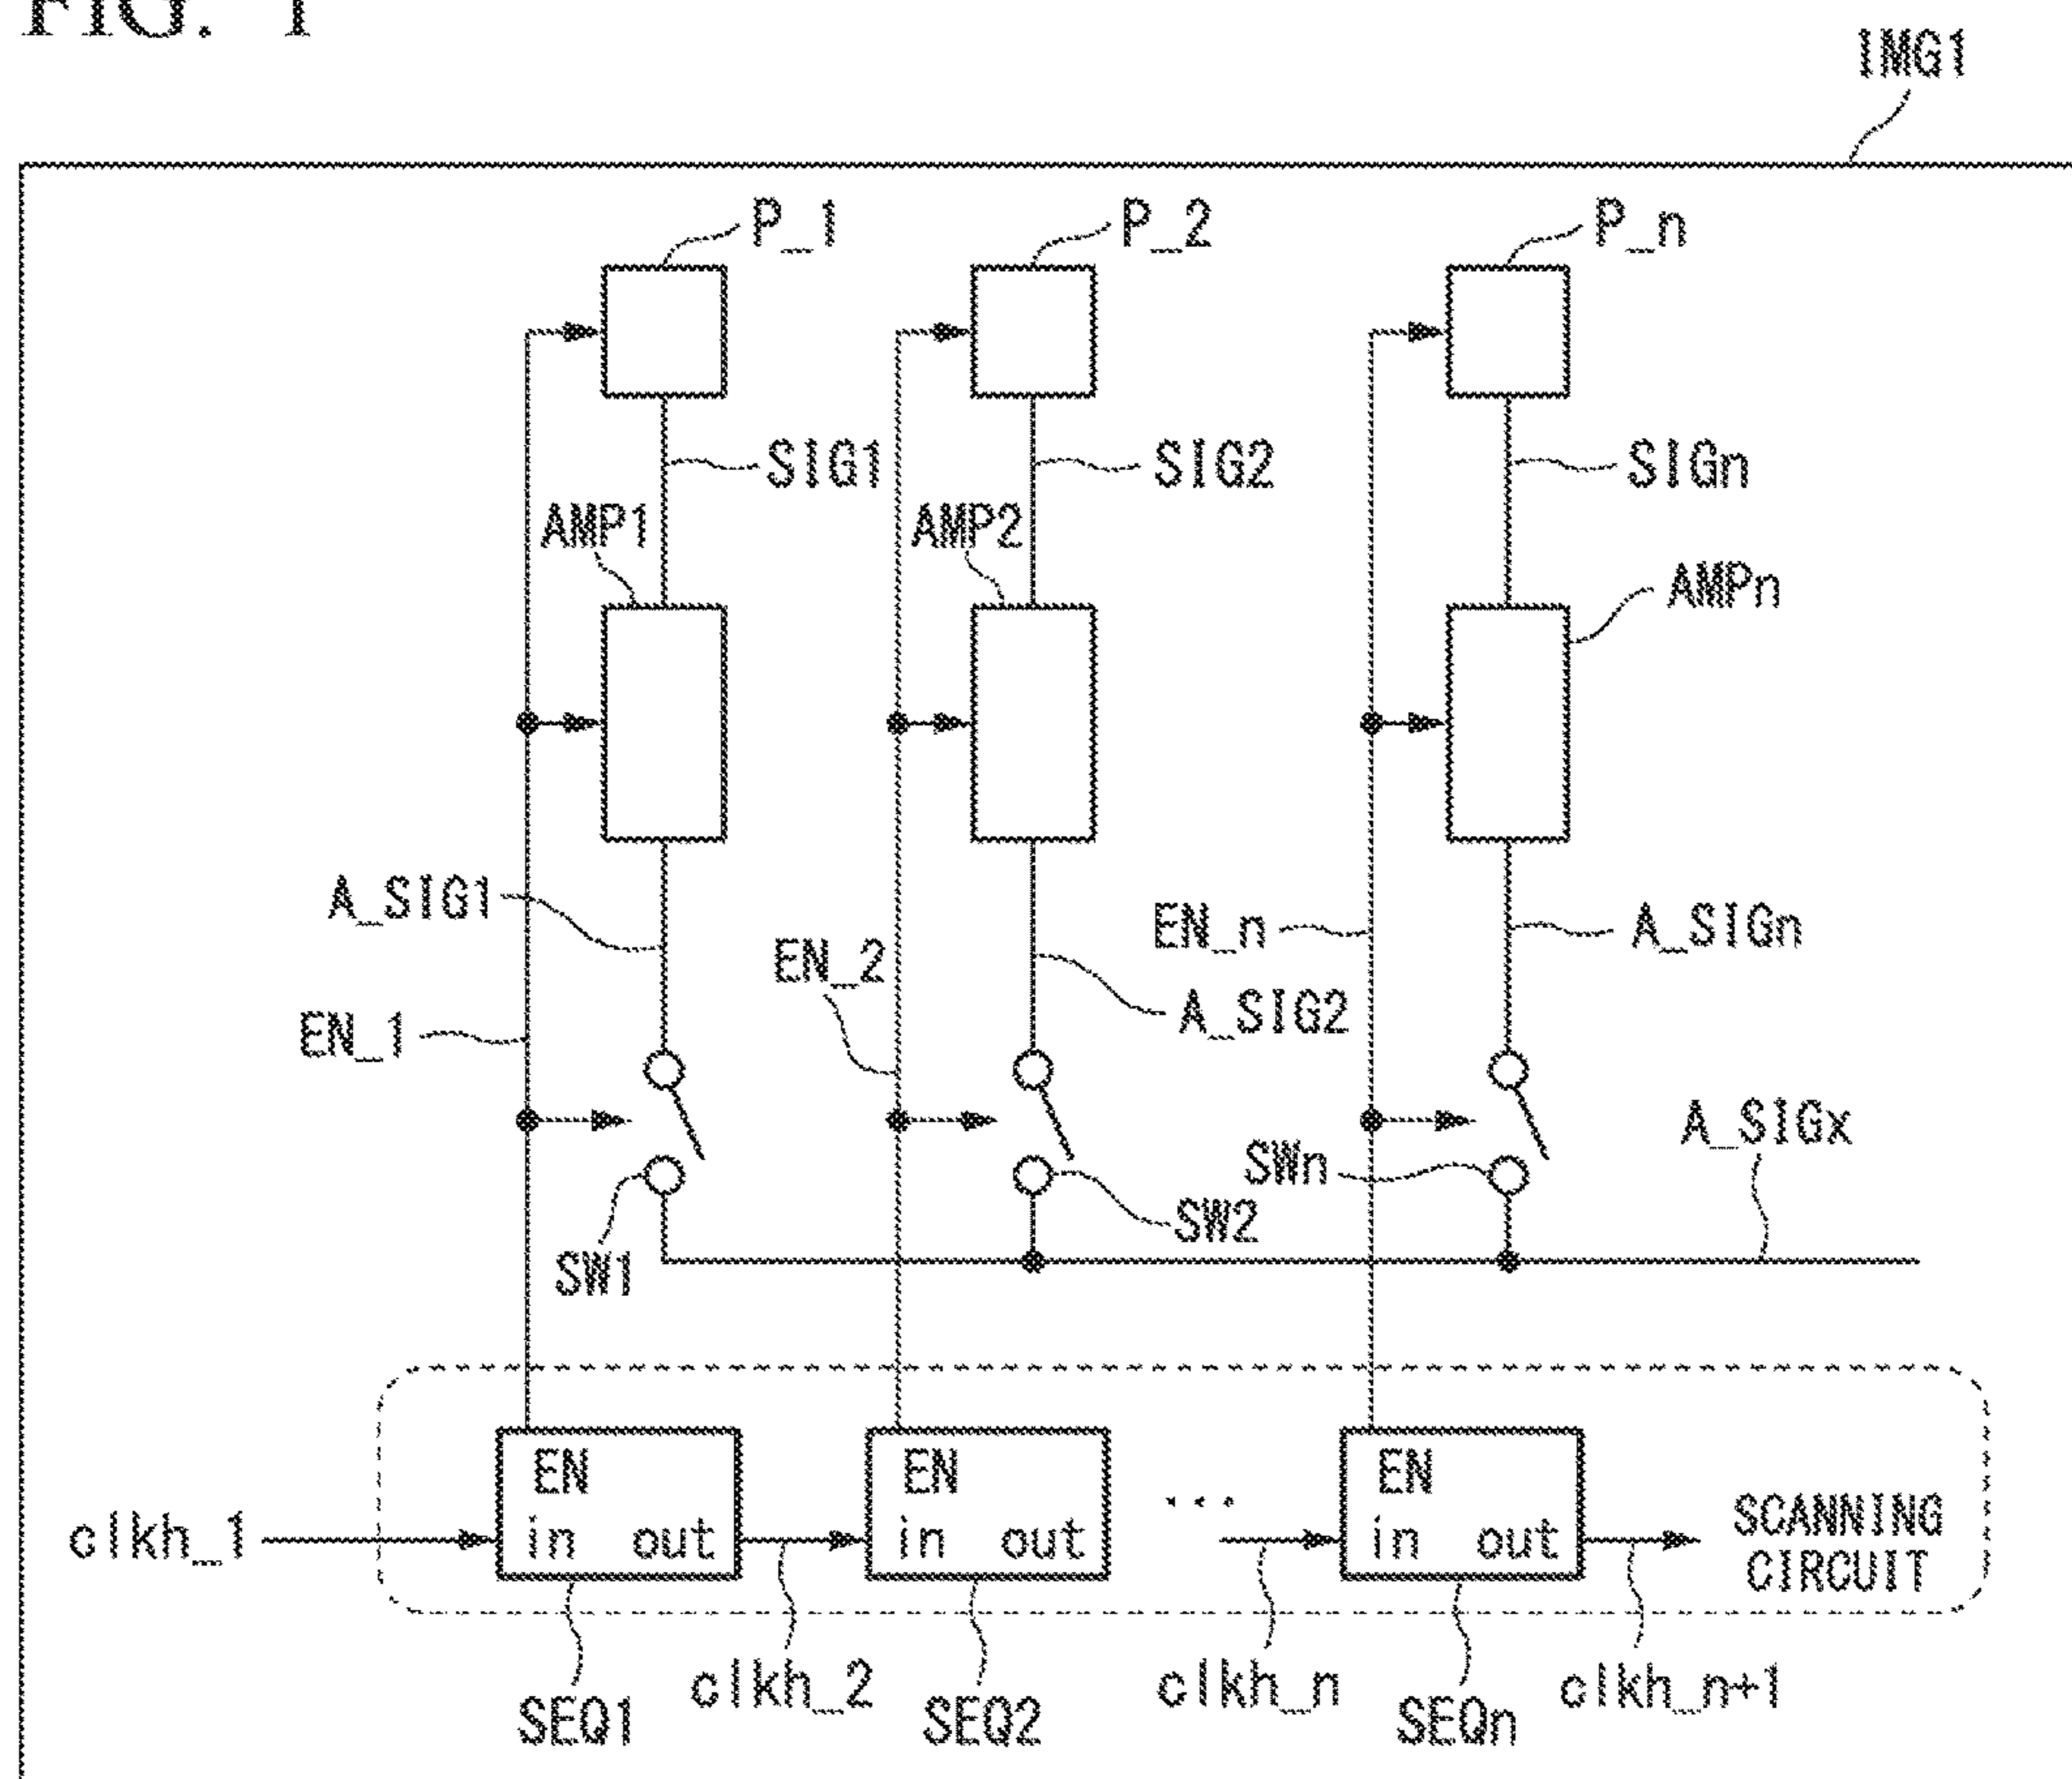 FIG. 1
IMG1
P_1
P_2
P_n
SIG1
SIG2
SIGn
AMP1
AMP2
AMPn
A_SIG1
EN_2
EN_n
A_SIGn
EN_1
A_SIG2
A_SIGx
SWn
SW2
SW1
EN
in out
EN
in out
...
EN
in out
SCANNING
CIRCUIT
clkh_1
clkh_2
clkh_n
clkh_n+1
SEQ1
SEQ2
SEQn